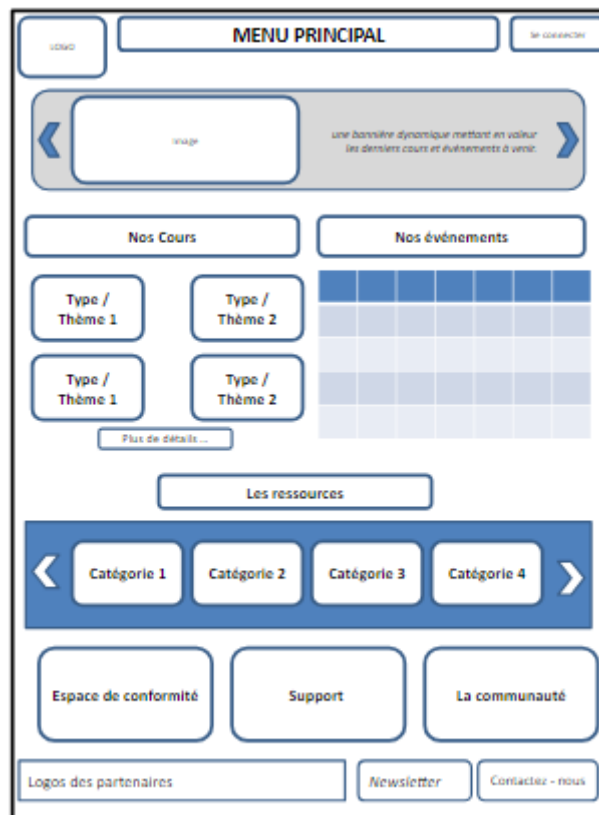 LOGO
MENU PRINCIPAL
Se connecter
Image
une bannière dynamique mettant en valeur
les derniers cours et événements à venir.
Nos Cours
Nos événements
Type /
Thème 1
Type /
Thème 2
Type /
Thème 1
Type /
Thème 2
Plus de détails ...
Les ressources
Catégorie 1
Catégorie 2
Catégorie 3
Catégorie 4
Espace de conformité
Support
La communauté
Logos des partenaires
Newsletter
Contactez - nous